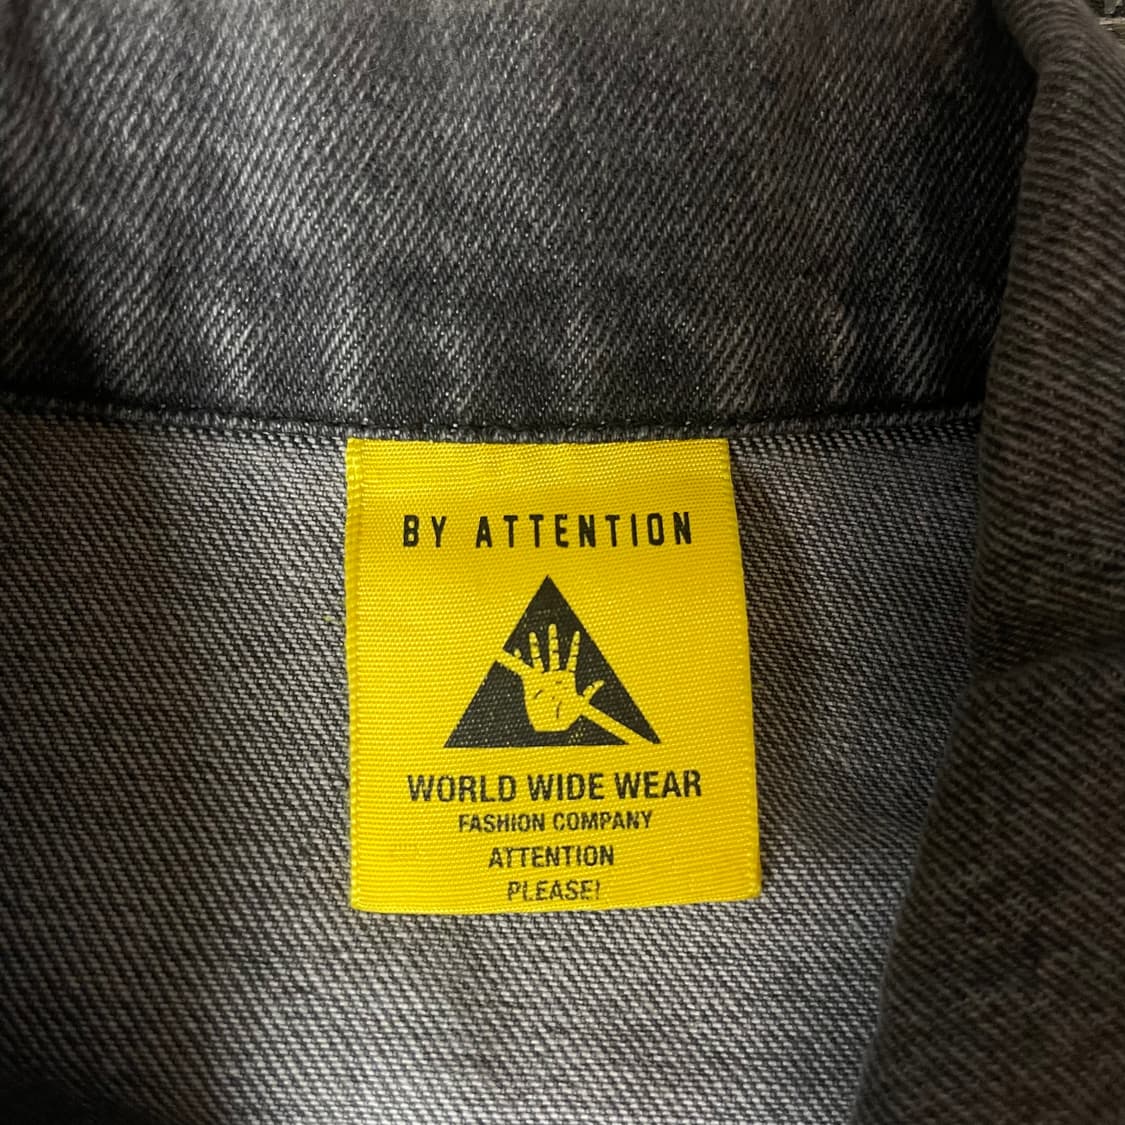 BY ATTENTION
WORLD WIDE WEAR
FASHION COMPANY
ATTENTION
PLEASE!